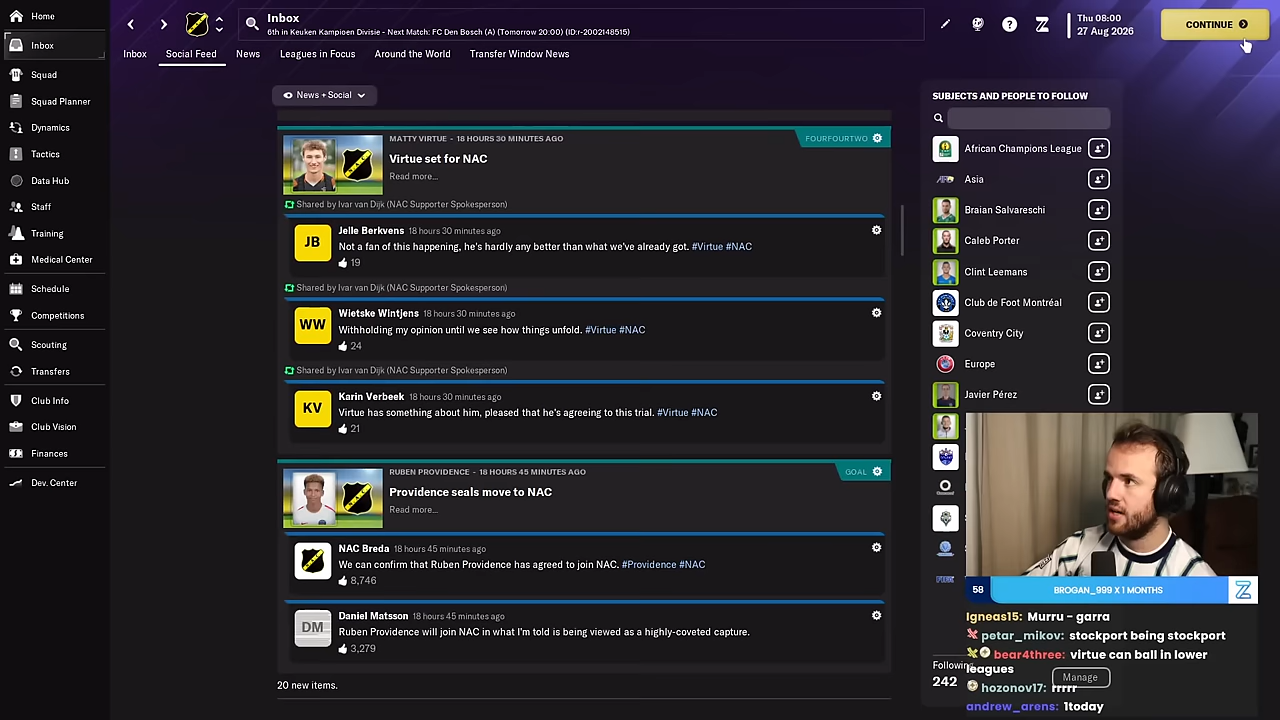 Home
Inbox
Squad
Squad Planner
Dynamics
Tactics
Data Hub
Staff
Training
Medical Center
Schedule
Competitions
Scouting
Transfers
Club Info
Club Vision
Finances
Dev. Center
Inbox
6th in Keuken Kampioen Divisie - Next Match: FC Den Bosch (A) (Tomorrow 20:00) (ID:r-2002148515)
Thu 08:00
27 Aug 2026
CONTINUE
Inbox Social Feed News Leagues in Focus Around the World Transfer Window News
News + Social
MATTY VIRTUE - 18 HOURS 30 MINUTES AGO
FOURFOURTWO
Virtue set for NAC
Read more...
Shared by Ivar van Dijk (NAC Supporter Spokesperson)
JB
Jelle Berkvens 18 hours 30 minutes ago
Not a fan of this happening, he's hardly any better than what we've already got. #Virtue #NAC
19
Shared by Ivar van Dijk (NAC Supporter Spokesperson)
WW
Wietske Wintjens 18 hours 30 minutes ago
Withholding my opinion until we see how things unfold. #Virtue #NAC
24
Shared by Ivar van Dijk (NAC Supporter Spokesperson)
KV
Karin Verbeek 18 hours 30 minutes ago
Virtue has something about him, pleased that he's agreeing to this trial. #Virtue #NAC
21
RUBEN PROVIDENCE - 18 HOURS 45 MINUTES AGO
GOAL
Providence seals move to NAC
Read more...
NAC Breda 18 hours 45 minutes ago
We can confirm that Ruben Providence has agreed to join NAC. #Providence #NAC
8,746
DM
Daniel Matsson 18 hours 45 minutes ago
Ruben Providence will join NAC in what I'm told is being viewed as a highly-coveted capture.
3,279
20 new items.
SUBJECTS AND PEOPLE TO FOLLOW
African Champions League
Asia
Braian Salvareschi
Caleb Porter
Clint Leemans
Club de Foot Montréal
Coventry City
Europe
Javier Pérez
58 BROGAN_999 X 1 MONTHS
Igneas15: Murru - garra
petar_mikov: stockport being stockport
bear4three: virtue can ball in lower
leagues
hozonov17: rrrrr
andrew_arens: 1today
Following
242
Manage